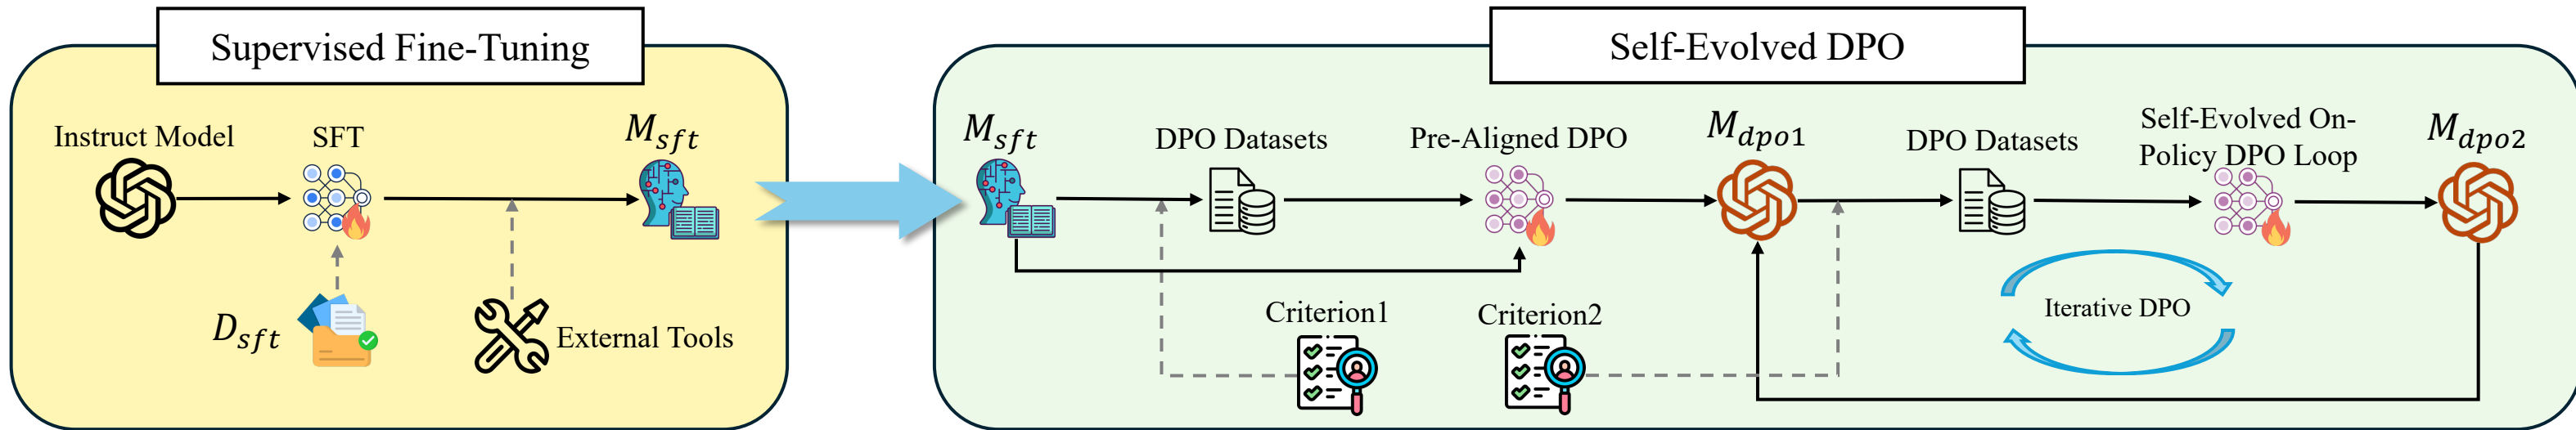 Supervised Fine-Tuning
Instruct Model
SFT
M_sft
D_sft
External Tools
Self-Evolved DPO
M_sft
DPO Datasets
Pre-Aligned DPO
M_dpo1
DPO Datasets
Self-Evolved On-
Policy DPO Loop
M_dpo2
Criterion1
Criterion2
Iterative DPO